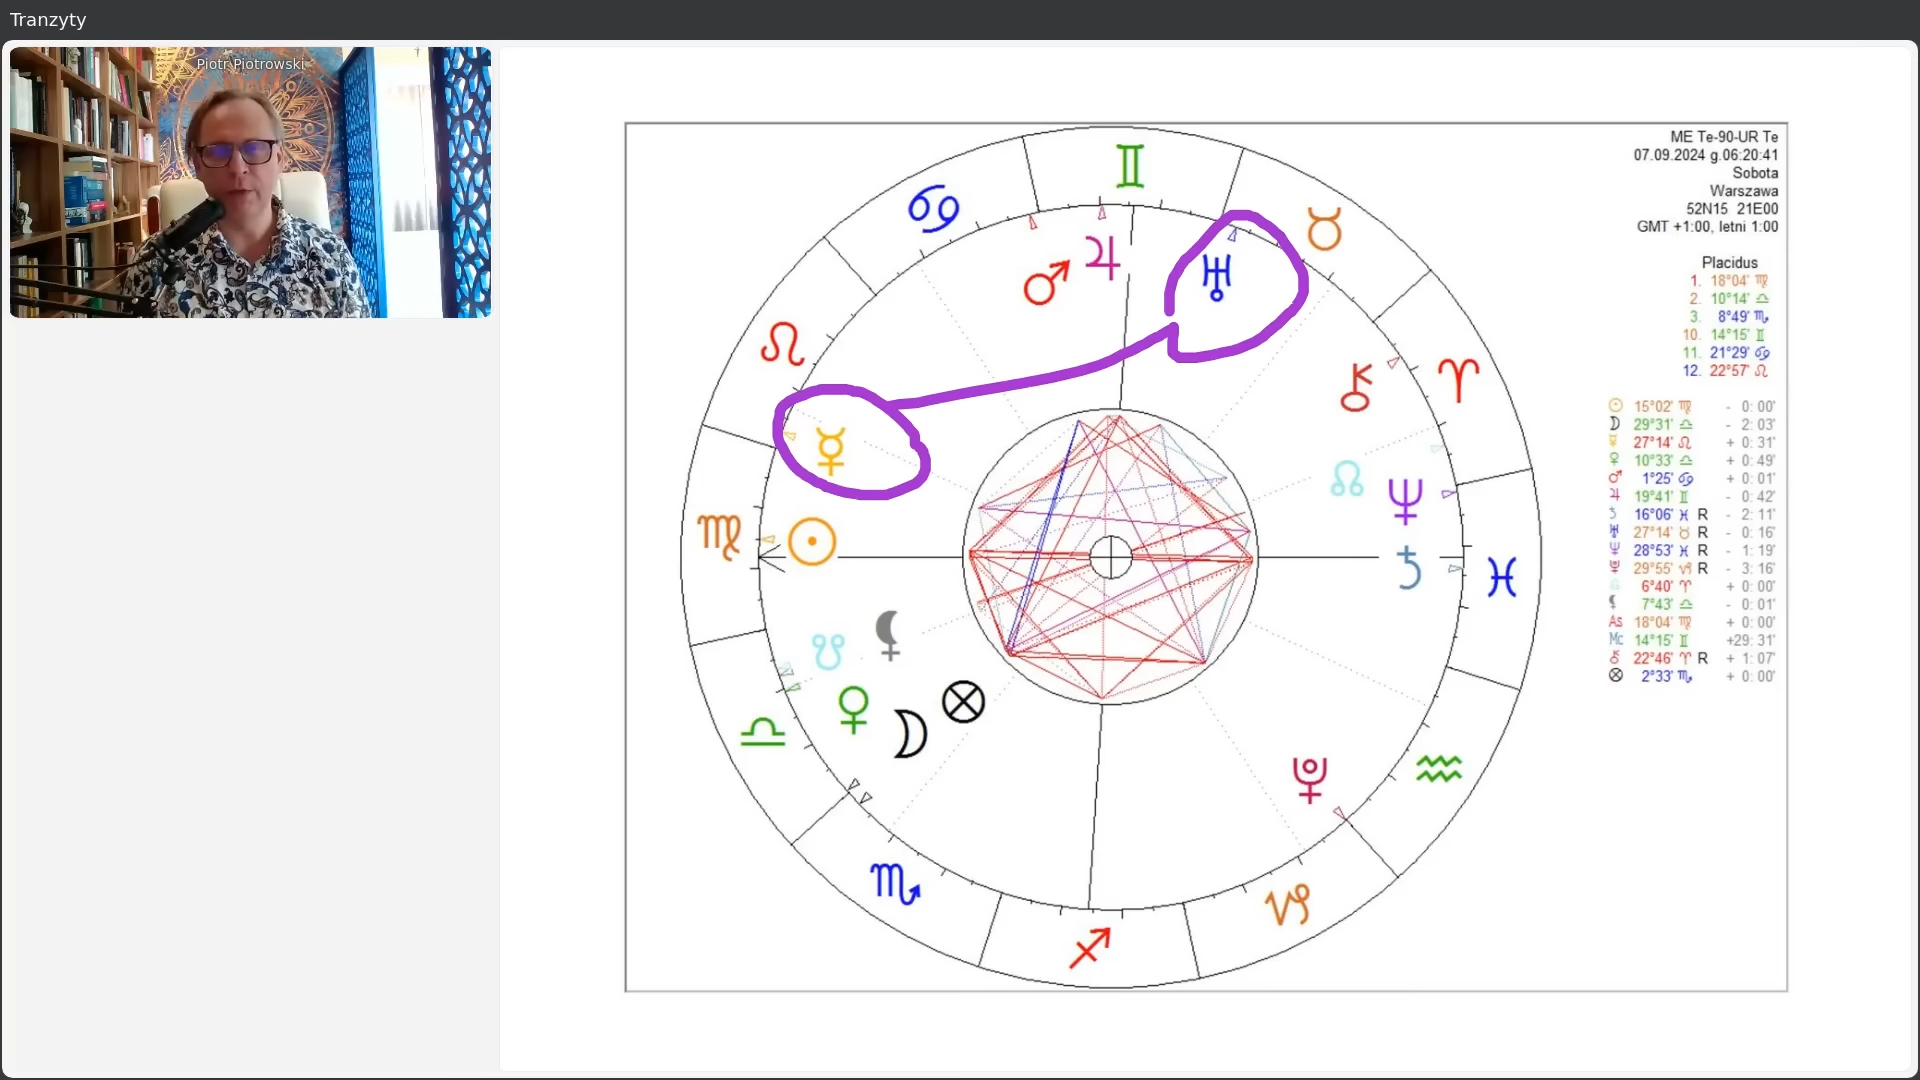 Tranzyty
Piotr Piotrowski
ME Te-90-UR Te
07.09.2024 g.06:20:41
Sobota
Warszawa
52N15 21E00
GMT +1:00, letni 1:00
Placidus
1. 18°04' ♍
2. 10°14' ♎
3. 8°49' ♏
10. 14°15' ♊
11. 21°29' ♋
12. 22°57' ♌
☉ 15°02' ♍ - 0: 00'
☽ 29°31' ♎ - 2: 03'
☿ 27°14' ♌ + 0: 31'
♀ 10°33' ♎ + 0: 49'
♂ 1°25' ♋ + 0: 01'
♃ 19°41' ♊ - 0: 42'
♄ 16°06' ♓ R - 2: 11'
♅ 27°14' ♉ R - 0: 16'
♆ 28°53' ♓ R - 1: 19'
♇ 29°55' ♑ R - 3: 16'
☊ 6°40' ♈ + 0: 00'
⚸ 7°43' ♎ - 0: 01'
As 18°04' ♍ + 0: 00'
Mc 14°15' ♊ +29: 31'
⚷ 22°46' ♈ R + 1: 07'
⊗ 2°33' ♏ + 0: 00'